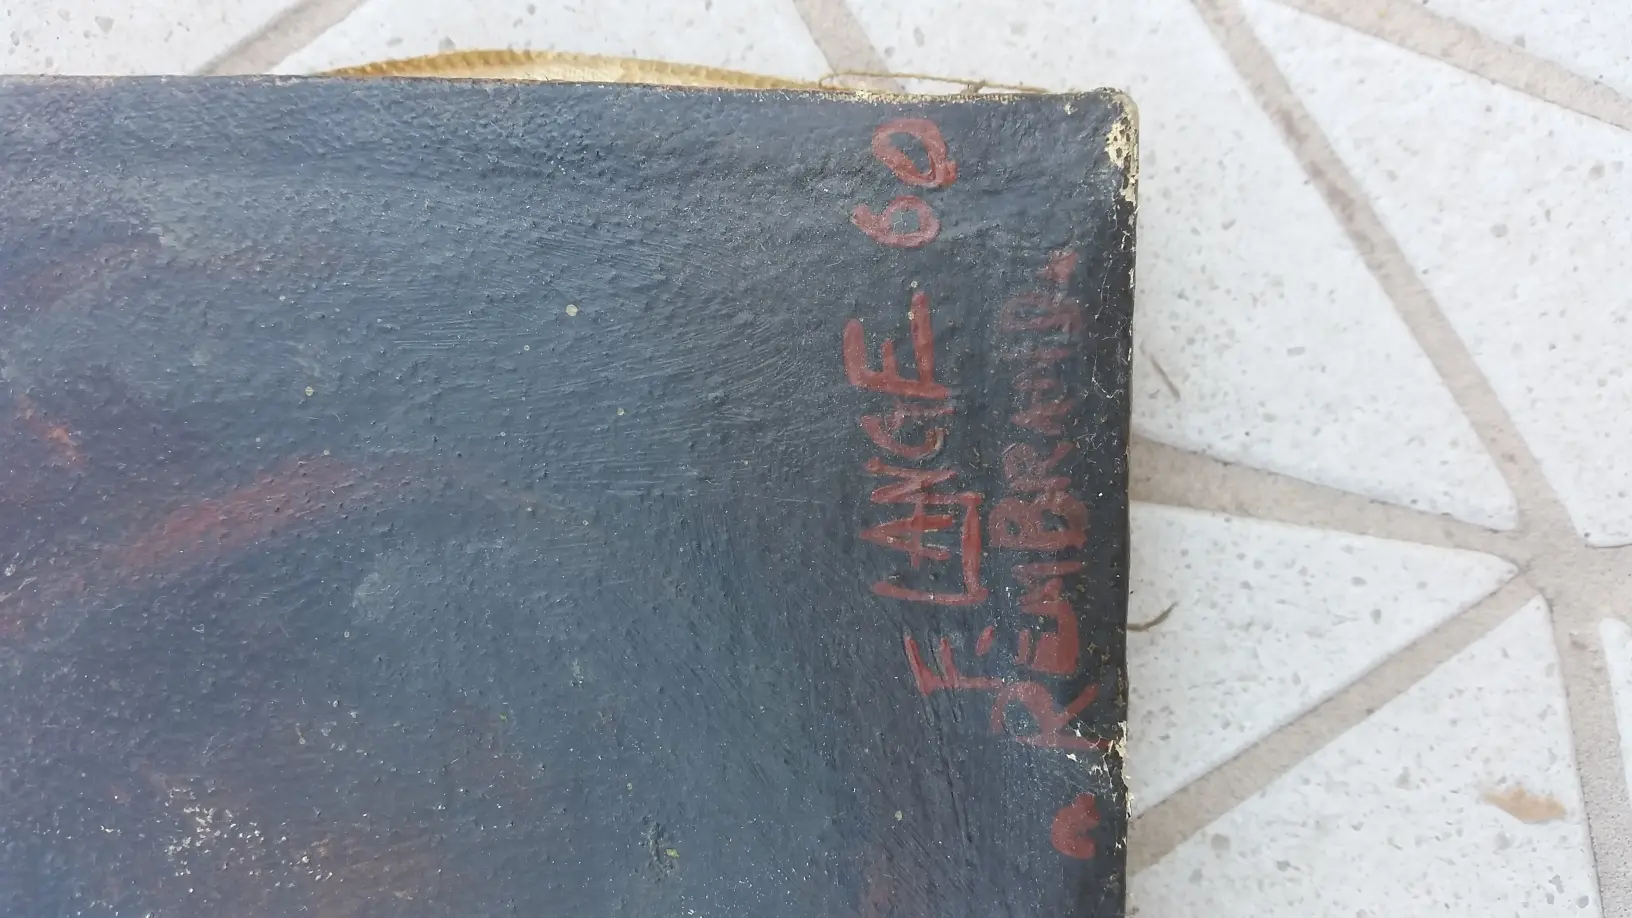 F. LANGE 60
n. REMBRANDT